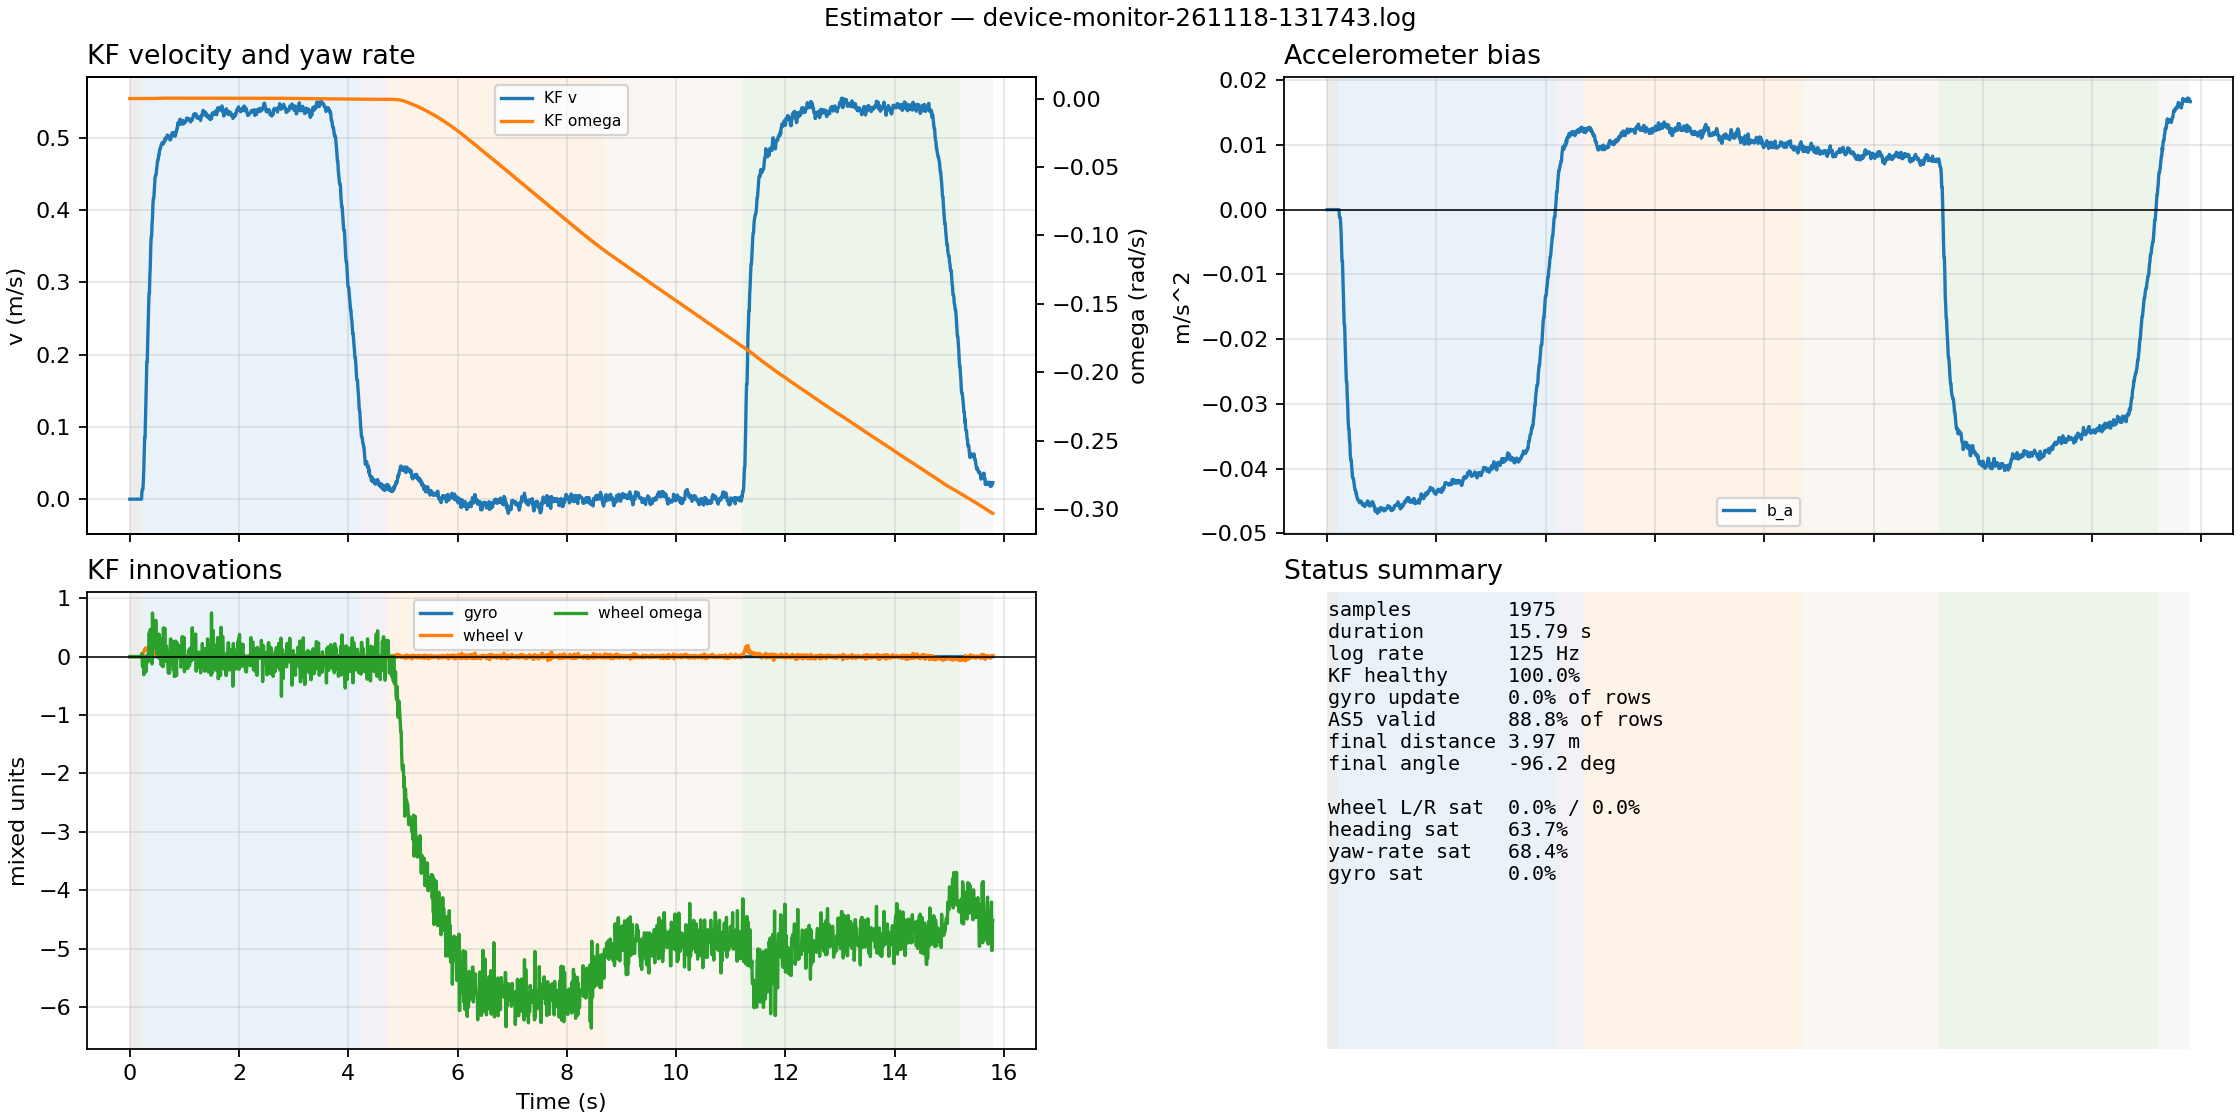 Estimator — device-monitor-261118-131743.log
KF velocity and yaw rate
KF v
KF omega
v (m/s)
0.5
0.4
0.3
0.2
0.1
0.0
0.00
−0.05
−0.10
−0.15
−0.20
−0.25
−0.30
omega (rad/s)
Accelerometer bias
m/s^2
0.02
0.01
0.00
−0.01
−0.02
−0.03
−0.04
−0.05
b_a
KF innovations
gyro
wheel v
wheel omega
mixed units
1
0
−1
−2
−3
−4
−5
−6
0 2 4 6 8 10 12 14 16
Time (s)
Status summary
samples 1975
duration 15.79 s
log rate 125 Hz
KF healthy 100.0%
gyro update 0.0% of rows
AS5 valid 88.8% of rows
final distance 3.97 m
final angle -96.2 deg
wheel L/R sat 0.0% / 0.0%
heading sat 63.7%
yaw-rate sat 68.4%
gyro sat 0.0%